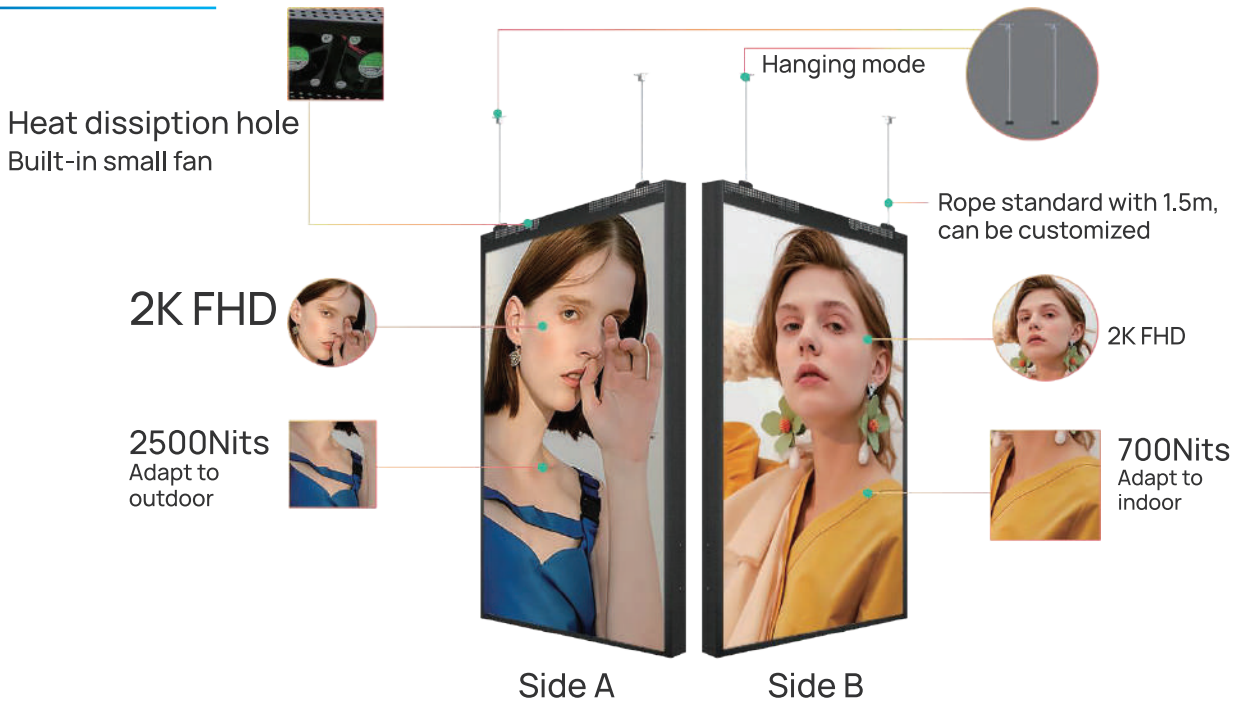 Hanging mode
Heat dissiption hole
Built-in small fan
Rope standard with 1.5m,
can be customized
2K FHD
2K FHD
2500Nits
Adapt to
outdoor
700Nits
Adapt to
indoor
Side A
Side B